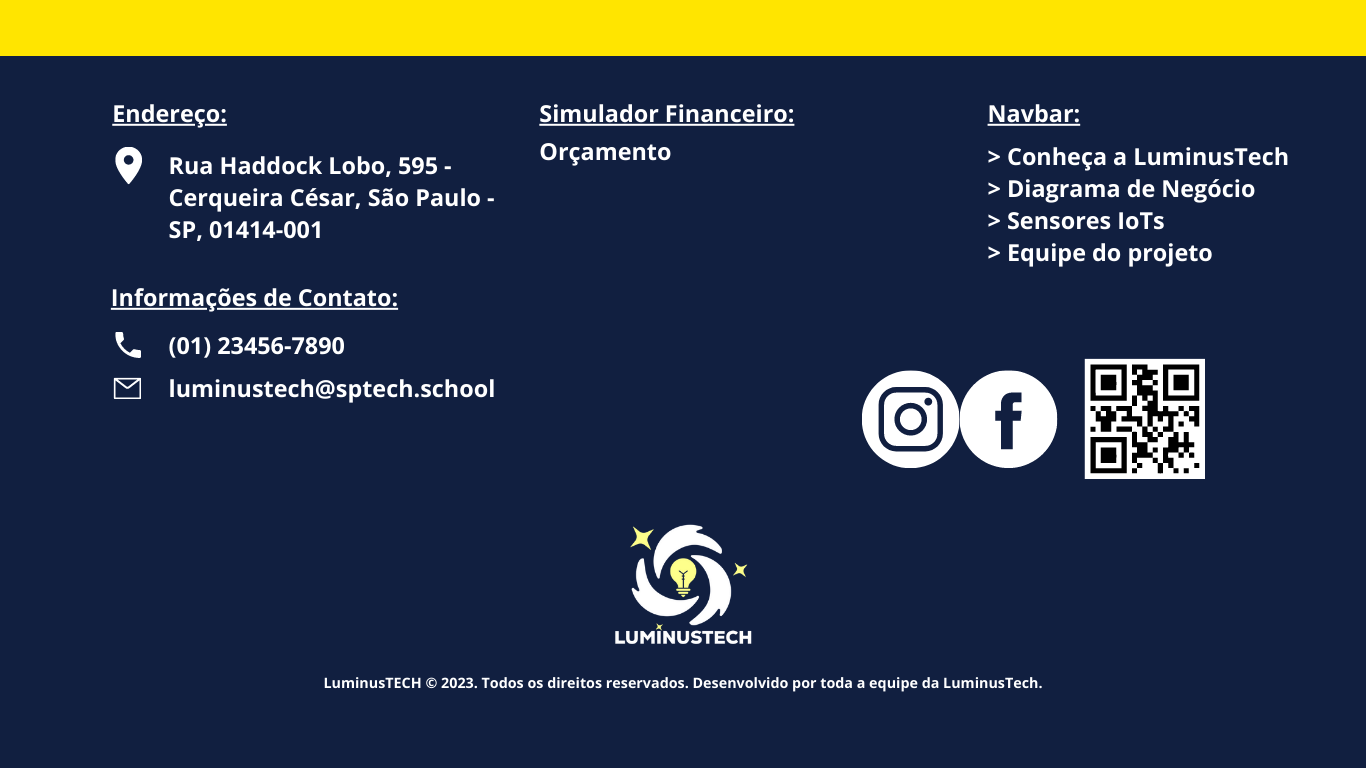 Endereço:
Rua Haddock Lobo, 595 -
Cerqueira César, São Paulo -
SP, 01414-001
Informações de Contato:
(01) 23456-7890
luminustech@sptech.school
Simulador Financeiro:
Orçamento
Navbar:
> Conheça a LuminusTech
> Diagrama de Negócio
> Sensores IoTs
> Equipe do projeto
LUMINUSTECH
LuminusTECH © 2023. Todos os direitos reservados. Desenvolvido por toda a equipe da LuminusTech.